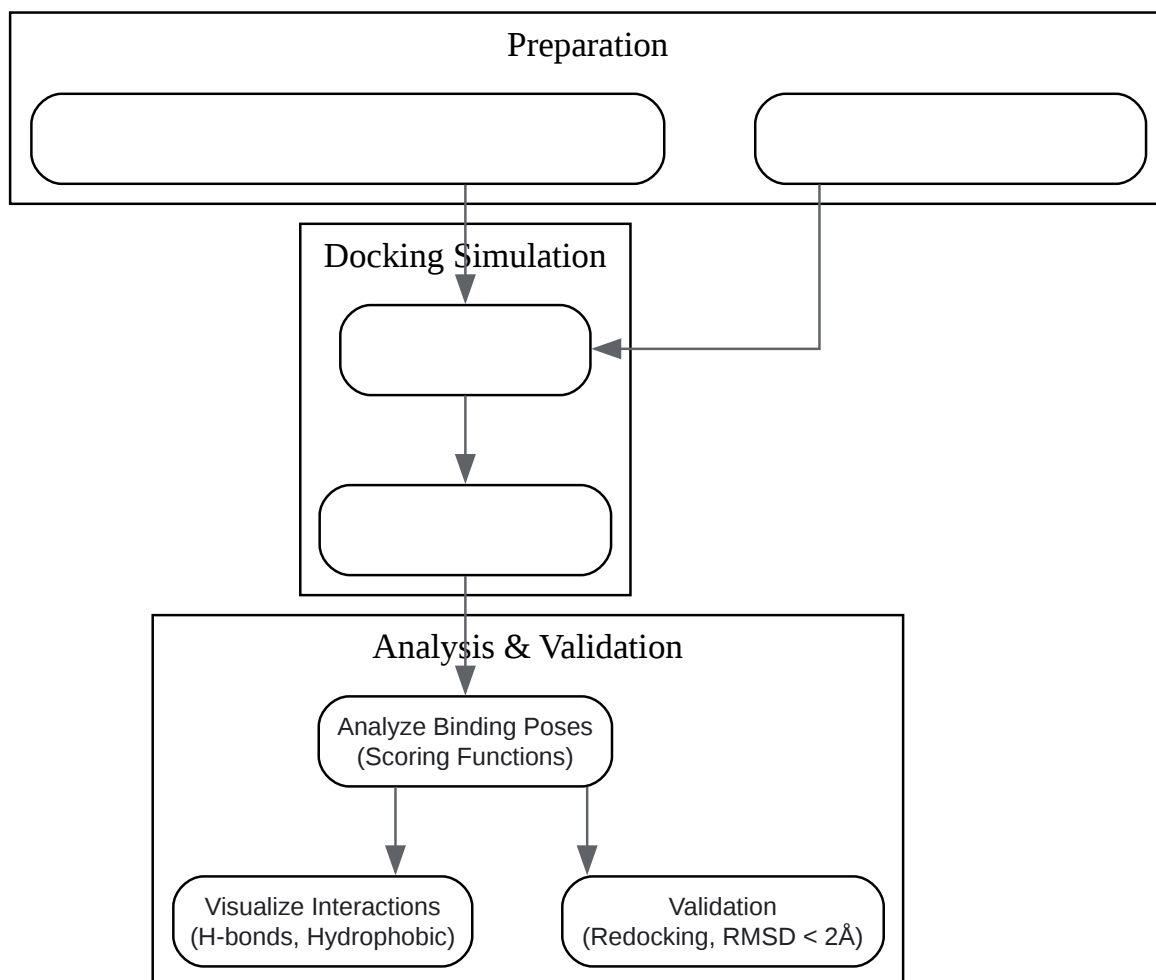 Preparation
Docking Simulation
Analysis & Validation
Analyze Binding Poses
(Scoring Functions)
Visualize Interactions
(H-bonds, Hydrophobic)
Validation
(Redocking, RMSD < 2Å)